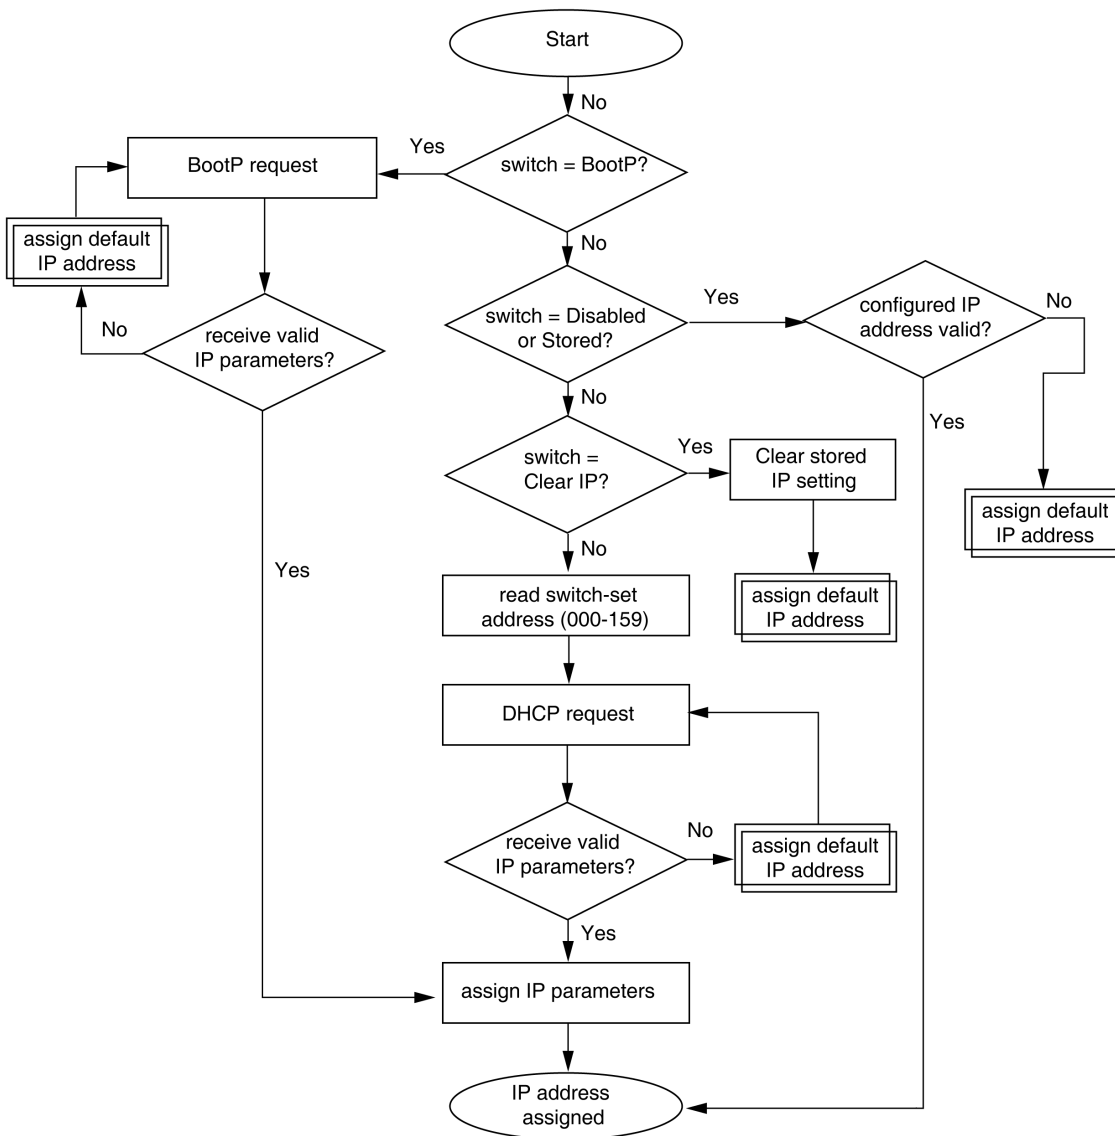 Start
No
Yes
BootP request
switch = BootP?
assign default
IP address
No
Yes
configured IP
address valid?
No
switch = Disabled
or Stored?
No
receive valid
IP parameters?
No
Yes
Yes
switch =
Clear IP?
Clear stored
IP setting
assign default
IP address
No
Yes
read switch-set
address (000-159)
assign default
IP address
DHCP request
No
receive valid
IP parameters?
assign default
IP address
Yes
assign IP parameters
IP address
assigned